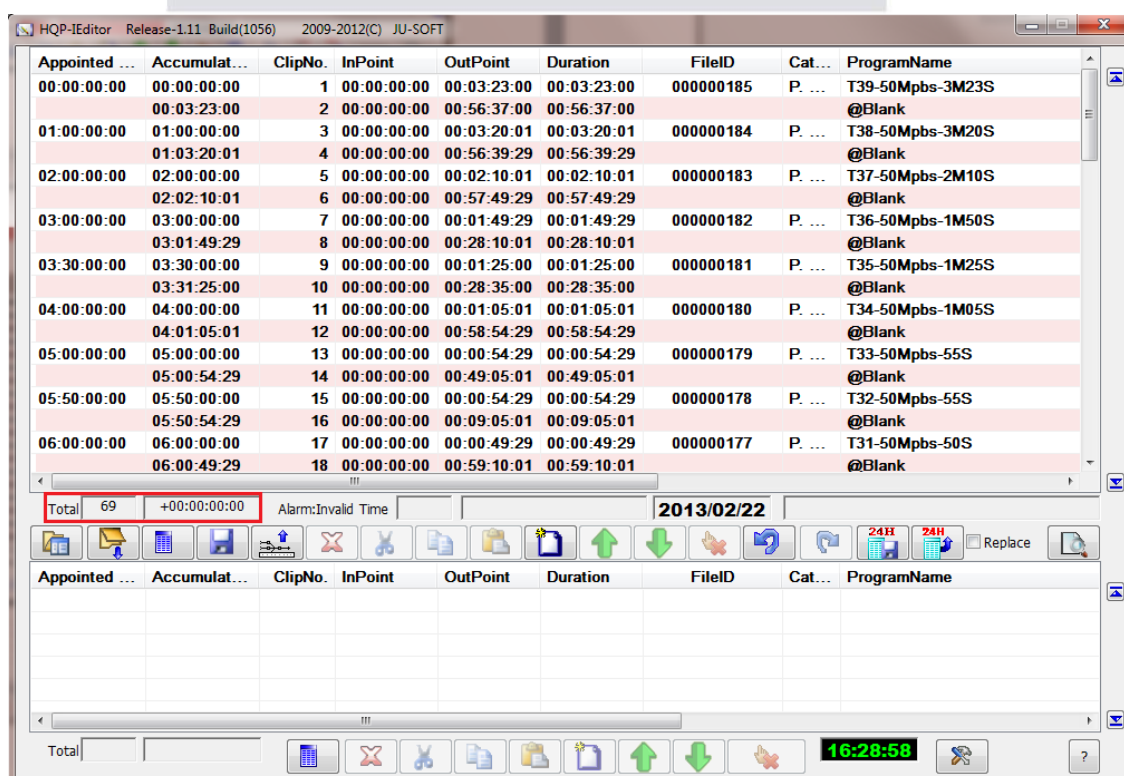 HQP-IEditor Release-1.11 Build(1056) 2009-2012(C) JU-SOFT
Appointed ... Accumulat... ClipNo. InPoint OutPoint Duration FileID Cat... ProgramName
00:00:00:00 00:00:00:00 1 00:00:00:00 00:03:23:00 00:03:23:00 000000185 P. ... T39-50Mpbs-3M23S
00:03:23:00 2 00:00:00:00 00:56:37:00 00:56:37:00 @Blank
01:00:00:00 01:00:00:00 3 00:00:00:00 00:03:20:01 00:03:20:01 000000184 P. ... T38-50Mpbs-3M20S
01:03:20:01 4 00:00:00:00 00:56:39:29 00:56:39:29 @Blank
02:00:00:00 02:00:00:00 5 00:00:00:00 00:02:10:01 00:02:10:01 000000183 P. ... T37-50Mpbs-2M10S
02:02:10:01 6 00:00:00:00 00:57:49:29 00:57:49:29 @Blank
03:00:00:00 03:00:00:00 7 00:00:00:00 00:01:49:29 00:01:49:29 000000182 P. ... T36-50Mpbs-1M50S
03:01:49:29 8 00:00:00:00 00:28:10:01 00:28:10:01 @Blank
03:30:00:00 03:30:00:00 9 00:00:00:00 00:01:25:00 00:01:25:00 000000181 P. ... T35-50Mpbs-1M25S
03:31:25:00 10 00:00:00:00 00:28:35:00 00:28:35:00 @Blank
04:00:00:00 04:00:00:00 11 00:00:00:00 00:01:05:01 00:01:05:01 000000180 P. ... T34-50Mpbs-1M05S
04:01:05:01 12 00:00:00:00 00:58:54:29 00:58:54:29 @Blank
05:00:00:00 05:00:00:00 13 00:00:00:00 00:00:54:29 00:00:54:29 000000179 P. ... T33-50Mpbs-55S
05:00:54:29 14 00:00:00:00 00:49:05:01 00:49:05:01 @Blank
05:50:00:00 05:50:00:00 15 00:00:00:00 00:00:54:29 00:00:54:29 000000178 P. ... T32-50Mpbs-55S
05:50:54:29 16 00:00:00:00 00:09:05:01 00:09:05:01 @Blank
06:00:00:00 06:00:00:00 17 00:00:00:00 00:00:49:29 00:00:49:29 000000177 P. ... T31-50Mpbs-50S
06:00:49:29 18 00:00:00:00 00:59:10:01 00:59:10:01 @Blank
Total 69 +00:00:00:00 Alarm:Invalid Time 2013/02/22
24H 24H Replace
Appointed ... Accumulat... ClipNo. InPoint OutPoint Duration FileID Cat... ProgramName
Total 16:28:58 ?